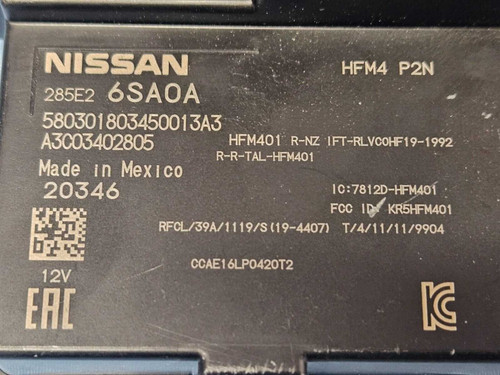 NISSAN HFM4 P2N
285E2 6SA0A
580301803450013A3
A3C03402805 HFM401 R-NZ IFT-RLVCOHF19-1992
R-R-TAL-HFM401
Made in Mexico
20346 IC:7812D-HFM401
FCC ID: KR5HFM401
RFCL/39A/1119/S(19-4407) T/4/11/11/9904
CCAE16LP0420T2
12V
EAC